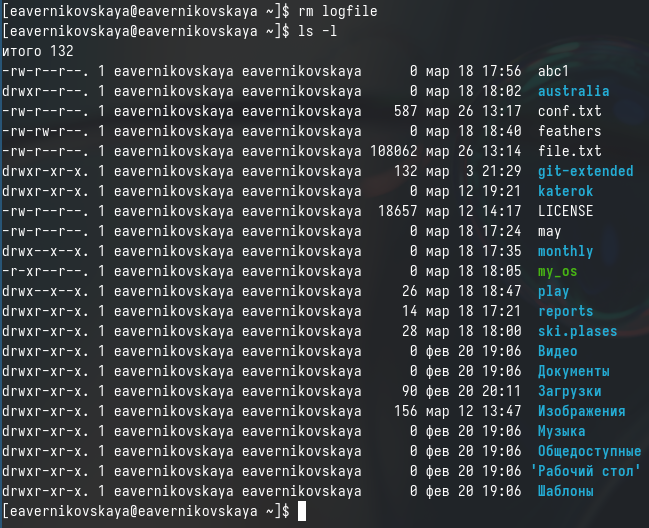 [eavernikovskaya@eavernikovskaya ~]$ rm logfile
[eavernikovskaya@eavernikovskaya ~]$ ls -l
итого 132
-rw-r--r--. 1 eavernikovskaya eavernikovskaya      0 мар 18 17:56  abc1
drwxr--r--. 1 eavernikovskaya eavernikovskaya      0 мар 18 18:02  australia
-rw-r--r--. 1 eavernikovskaya eavernikovskaya    587 мар 26 13:17  conf.txt
-rw-rw-r--. 1 eavernikovskaya eavernikovskaya      0 мар 18 18:40  feathers
-rw-r--r--. 1 eavernikovskaya eavernikovskaya 108062 мар 26 13:14  file.txt
drwxr-xr-x. 1 eavernikovskaya eavernikovskaya    132 мар  3 21:29  git-extended
drwxr-xr-x. 1 eavernikovskaya eavernikovskaya      0 мар 12 19:21  katerok
-rw-r--r--. 1 eavernikovskaya eavernikovskaya  18657 мар 12 14:17  LICENSE
-rw-r--r--. 1 eavernikovskaya eavernikovskaya      0 мар 18 17:24  may
drwx--x--x. 1 eavernikovskaya eavernikovskaya      0 мар 18 17:35  monthly
-r-xr--r--. 1 eavernikovskaya eavernikovskaya      0 мар 18 18:05  my_os
drwx--x--x. 1 eavernikovskaya eavernikovskaya     26 мар 18 18:47  play
drwxr-xr-x. 1 eavernikovskaya eavernikovskaya     14 мар 18 17:21  reports
drwxr-xr-x. 1 eavernikovskaya eavernikovskaya     28 мар 18 18:00  ski.plases
drwxr-xr-x. 1 eavernikovskaya eavernikovskaya      0 фев 20 19:06  Видео
drwxr-xr-x. 1 eavernikovskaya eavernikovskaya      0 фев 20 19:06  Документы
drwxr-xr-x. 1 eavernikovskaya eavernikovskaya     90 фев 20 20:11  Загрузки
drwxr-xr-x. 1 eavernikovskaya eavernikovskaya    156 мар 12 13:47  Изображения
drwxr-xr-x. 1 eavernikovskaya eavernikovskaya      0 фев 20 19:06  Музыка
drwxr-xr-x. 1 eavernikovskaya eavernikovskaya      0 фев 20 19:06  Общедоступные
drwxr-xr-x. 1 eavernikovskaya eavernikovskaya      0 фев 20 19:06 'Рабочий стол'
drwxr-xr-x. 1 eavernikovskaya eavernikovskaya      0 фев 20 19:06  Шаблоны
[eavernikovskaya@eavernikovskaya ~]$